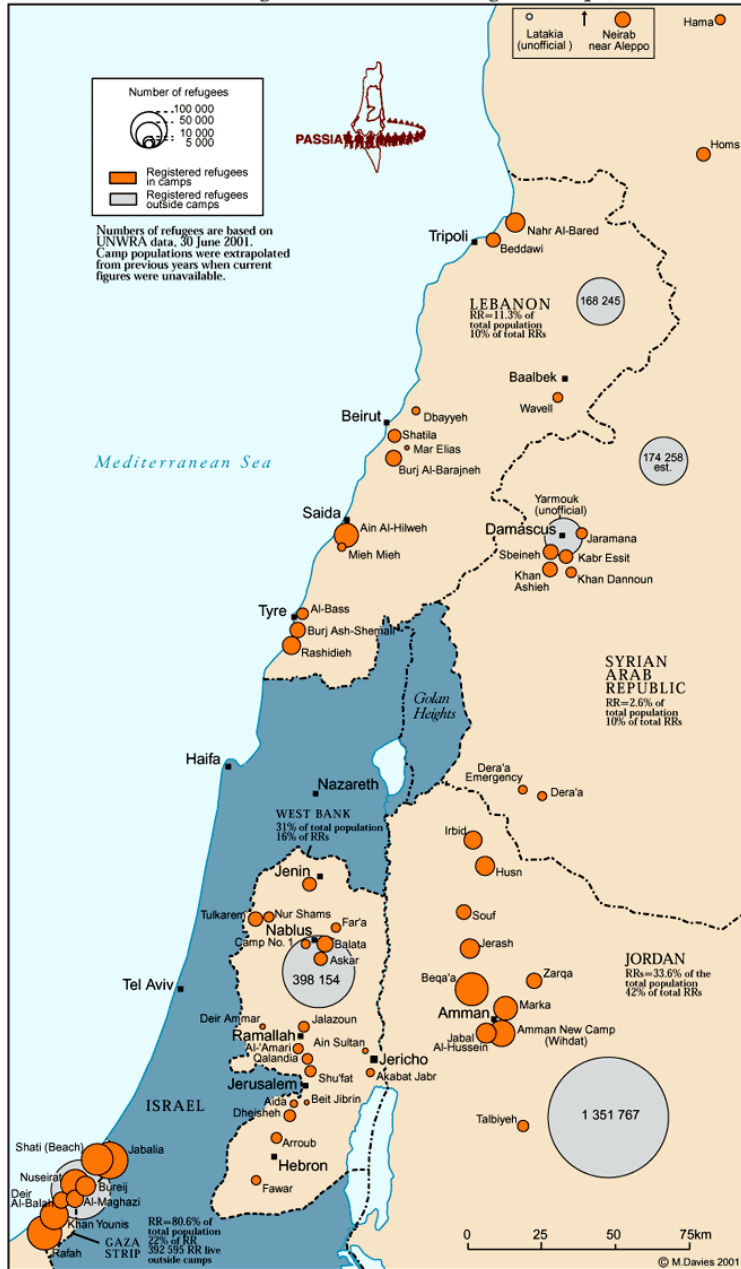 Latakia
(unofficial )
Neirab
near Aleppo
Hama
Number of refugees
100 000
50 000
10 000
5 000
Registered refugees
in camps
Registered refugees
outside camps
PASSIA
Homs
Numbers of refugees are based on
UNWRA data, 30 June 2001.
Camp populations were extrapolated
from previous years when current
figures were unavailable.
Tripoli
Nahr Al-Bared
Beddawi
LEBANON
RR=11.3% of
total population
10% of total RRs
168 245
Baalbek
Wavell
Beirut
Dbayyeh
Shatila
Mar Elias
Burj Al-Barajneh
Mediterranean Sea
174 258
est.
Saida
Ain Al-Hilweh
Mieh Mieh
Yarmouk
(unofficial)
Damascus
Jaramana
Sbeineh
Kabr Essit
Khan
Ashieh
Khan Dannoun
Tyre
Al-Bass
Burj Ash-Shemali
Rashidieh
Golan
Heights
SYRIAN
ARAB
REPUBLIC
RR=2.6% of
total population
10% of total RRs
Haifa
Nazareth
Dera'a
Emergency
Dera'a
WEST BANK
31% of total population
16% of RRs
Irbid
Husn
Jenin
Tulkarem
Nur Shams
Far'a
Nablus
Camp No. 1
Balata
Askar
398 154
Souf
Jerash
Beqa'a
Zarqa
JORDAN
RRs=33.6% of the
total population
42% of total RRs
Tel Aviv
Amman
Marka
Jabal
Al-Hussein
Amman New Camp
(Wihdat)
Deir Ammar
Jalazoun
Ramallah
Al-'Amari
Ain Sultan
Qalandia
Jericho
Shu'fat
Akabat Jabr
Jerusalem
Aida
Beit Jibrin
Dheisheh
ISRAEL
Arroub
Hebron
Fawar
Talbiyeh
1 351 767
Shati (Beach)
Jabalia
Nuseirat
Bureij
Deir
Al-Balah
Al-Maghazi
Khan Younis
Rafah
GAZA
STRIP
RR=80.6% of
total population
22% of RR
392 595 RR live
outside camps
0
25
50
75km
© M.Davies 2001